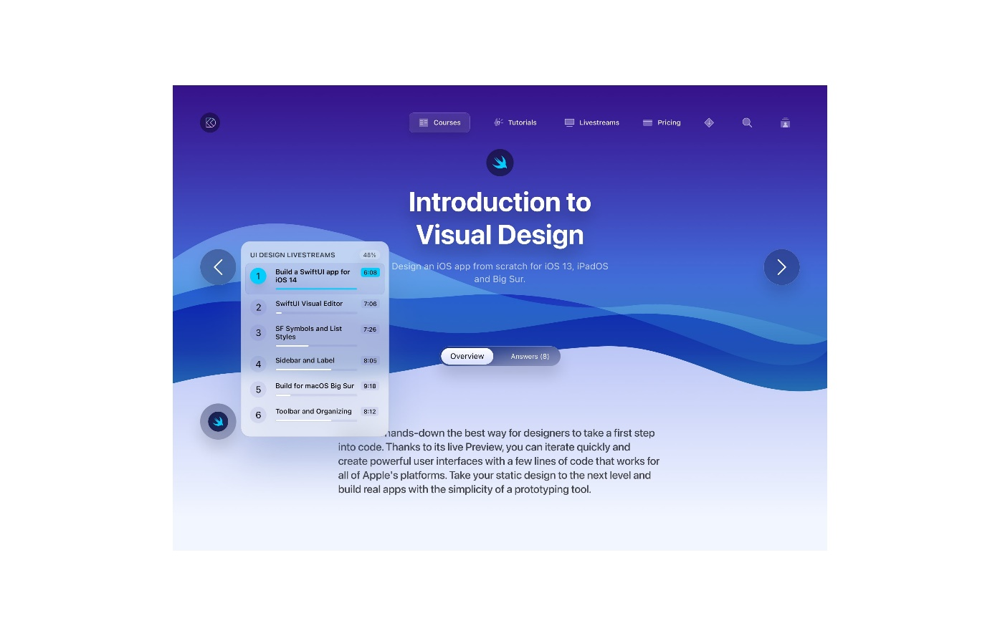 Courses
Tutorials
Livestreams
Pricing
Introduction to
Visual Design
Design an iOS app from scratch for iOS 13, iPadOS
and Big Sur.
UI DESIGN LIVESTREAMS 48%
1 Build a SwiftUI app for 6:08
iOS 14
2 SwiftUI Visual Editor 7:06
3 SF Symbols and List 7:26
Styles
4 Sidebar and Label 8:05
5 Build for macOS Big Sur 9:18
6 Toolbar and Organizing 8:12
Overview
Answers (8)
hands-down the best way for designers to take a first step
into code. Thanks to its live Preview, you can iterate quickly and
create powerful user interfaces with a few lines of code that works for
all of Apple's platforms. Take your static design to the next level and
build real apps with the simplicity of a prototyping tool.